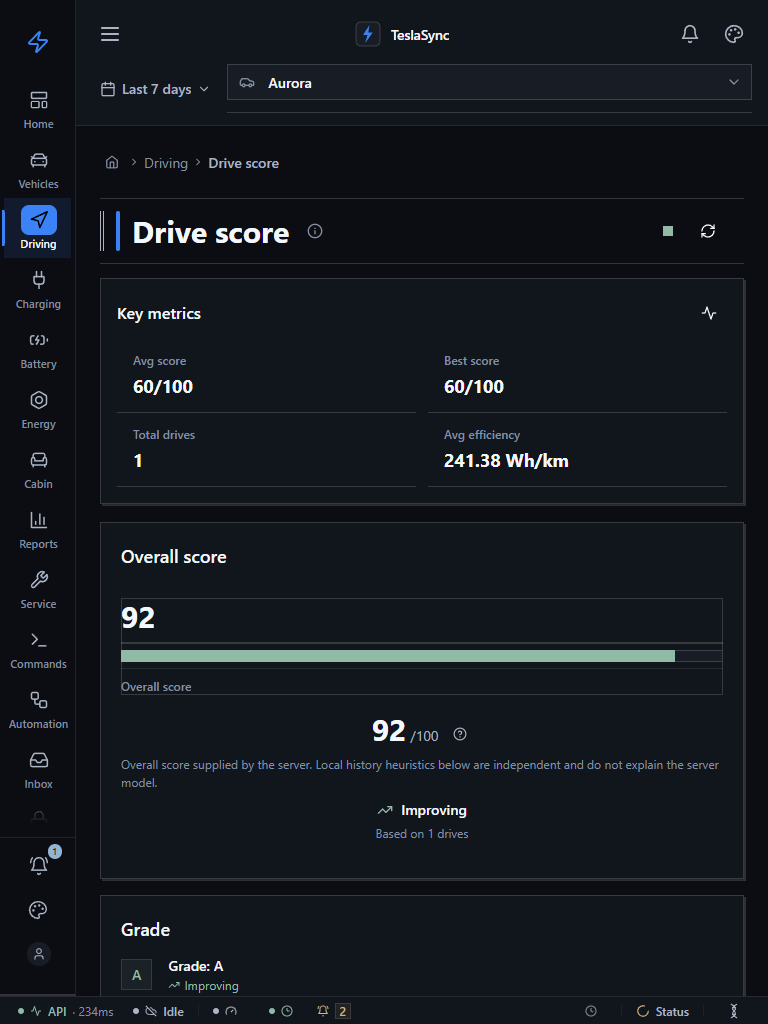 TeslaSync
Last 7 days
Aurora
Home
Vehicles
Driving
Charging
Battery
Energy
Cabin
Reports
Service
Commands
Automation
Inbox
1
Driving
Drive score
Drive score
Key metrics
Avg score
60/100
Best score
60/100
Total drives
1
Avg efficiency
241.38 Wh/km
Overall score
92
Overall score
92 /100
Overall score supplied by the server. Local history heuristics below are independent and do not explain the server
model.
Improving
Based on 1 drives
Grade
A
Grade: A
Improving
API · 234ms
Idle
2
Status